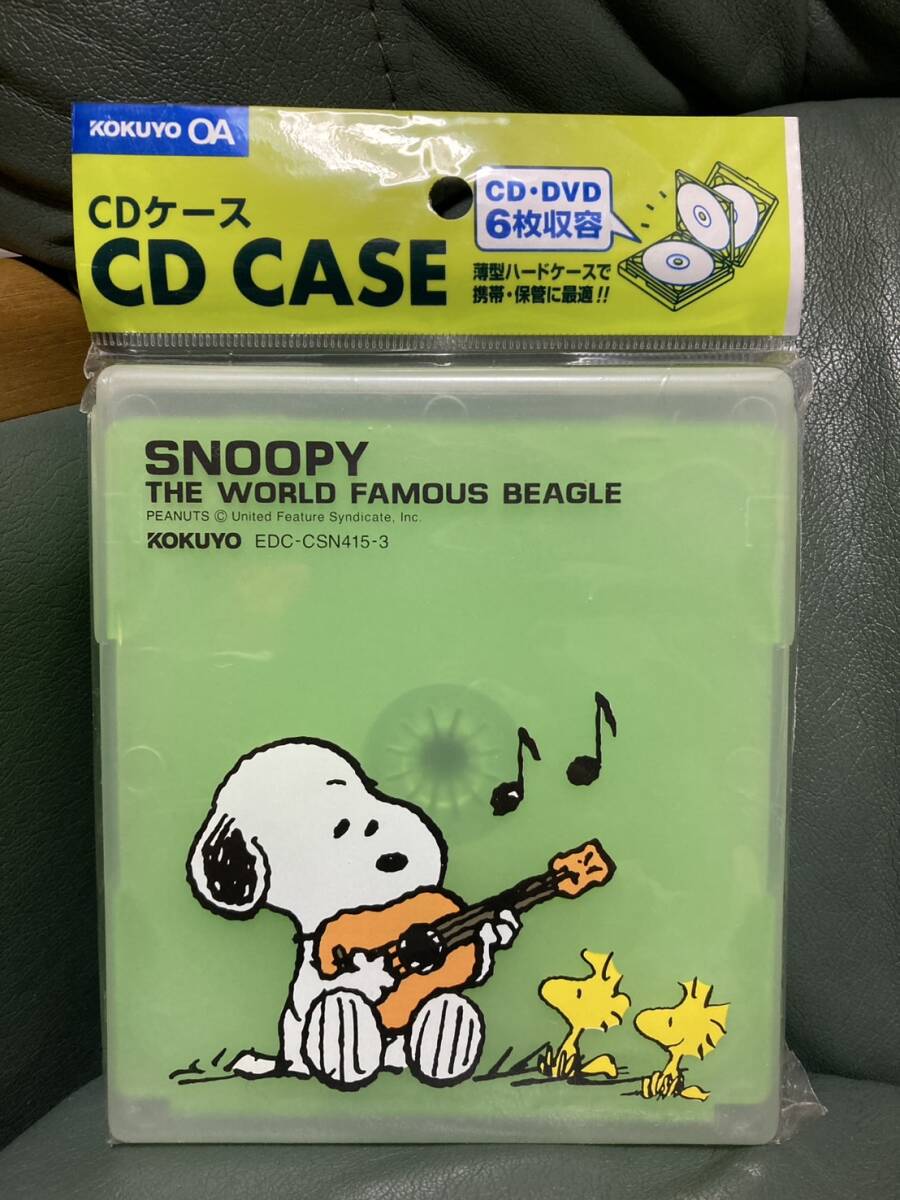 KOKUYO OA
CDケース
CD CASE
CD・DVD
6枚収容
薄型ハードケースで
携帯・保管に最適!!
SNOOPY
THE WORLD FAMOUS BEAGLE
PEANUTS © United Feature Syndicate, Inc.
KOKUYO EDC-CSN415-3